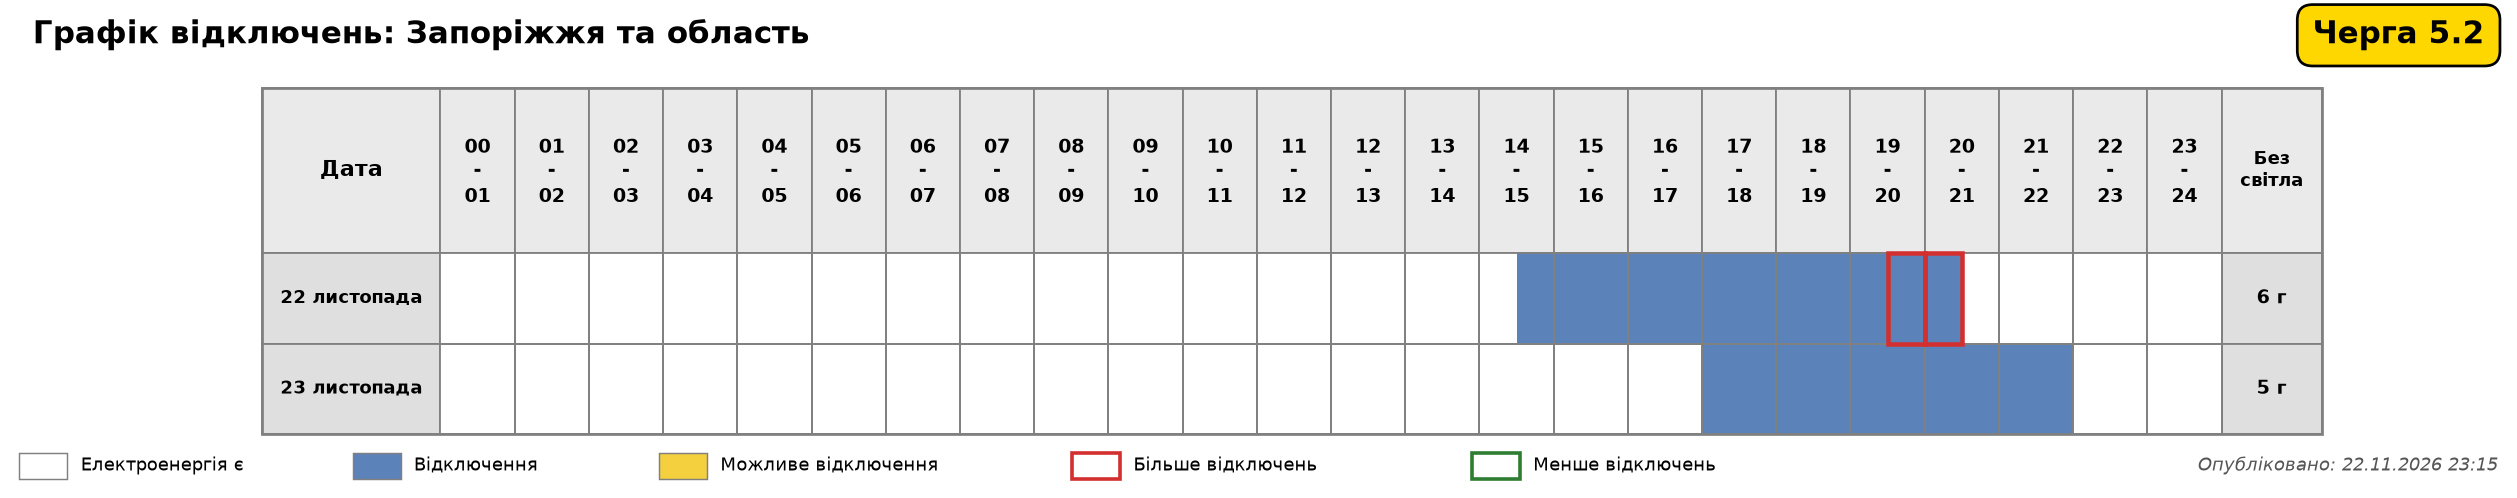 Графік відключень: Запоріжжя та область
Черга 5.2
Дата
00 - 01
01 - 02
02 - 03
03 - 04
04 - 05
05 - 06
06 - 07
07 - 08
08 - 09
09 - 10
10 - 11
11 - 12
12 - 13
13 - 14
14 - 15
15 - 16
16 - 17
17 - 18
18 - 19
19 - 20
20 - 21
21 - 22
22 - 23
23 - 24
Без
світла
22 листопада
6 г
23 листопада
5 г
Електроенергія є
Відключення
Можливе відключення
Більше відключень
Менше відключень
Опубліковано: 22.11.2026 23:15